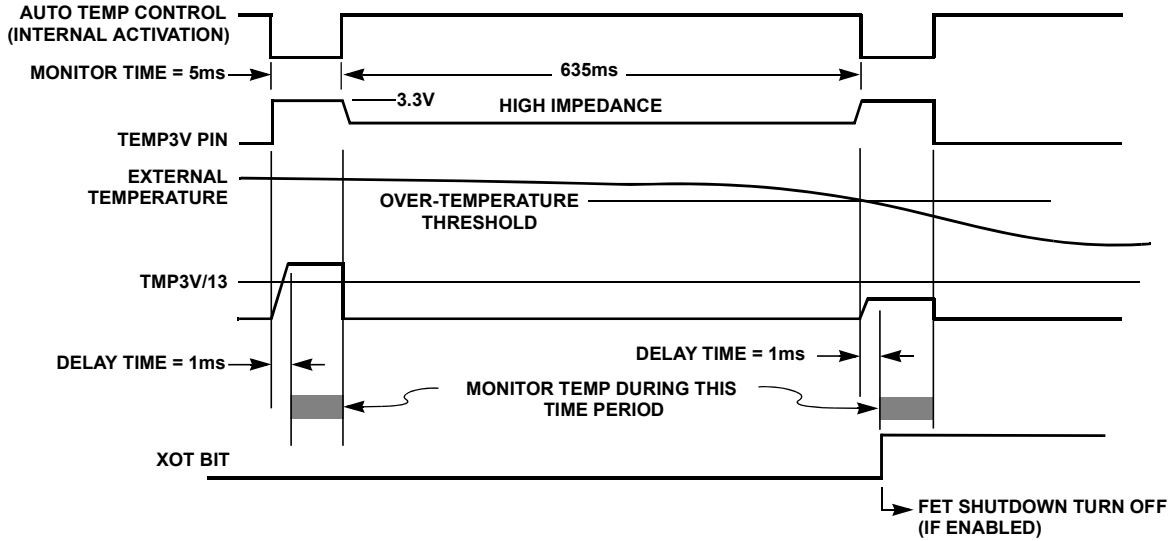 AUTO TEMP CONTROL
(INTERNAL ACTIVATION)
MONITOR TIME = 5ms
635ms
3.3V
HIGH IMPEDANCE
TEMP3V PIN
EXTERNAL
TEMPERATURE
OVER-TEMPERATURE
THRESHOLD
TMP3V/13
DELAY TIME = 1ms
DELAY TIME = 1ms
MONITOR TEMP DURING THIS
TIME PERIOD
XOT BIT
FET SHUTDOWN TURN OFF
(IF ENABLED)